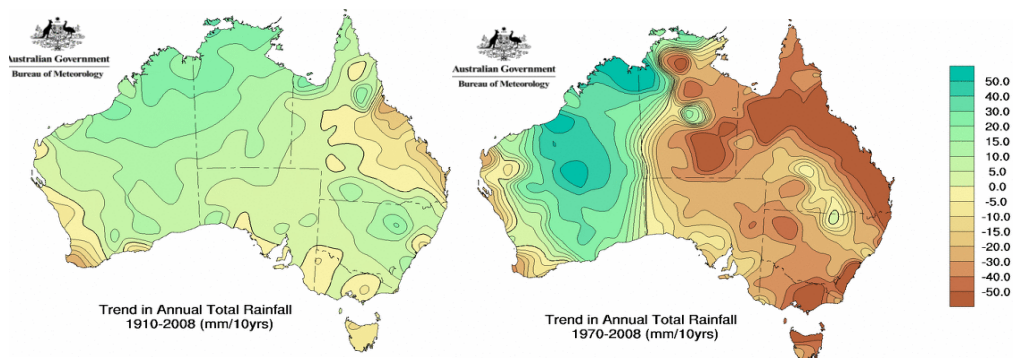 Australian Government
Bureau of Meteorology
Trend in Annual Total Rainfall
1910-2008 (mm/10yrs)
Australian Government
Bureau of Meteorology
Trend in Annual Total Rainfall
1970-2008 (mm/10yrs)
50.0
40.0
30.0
20.0
15.0
10.0
5.0
0.0
-5.0
-10.0
-15.0
-20.0
-30.0
-40.0
-50.0